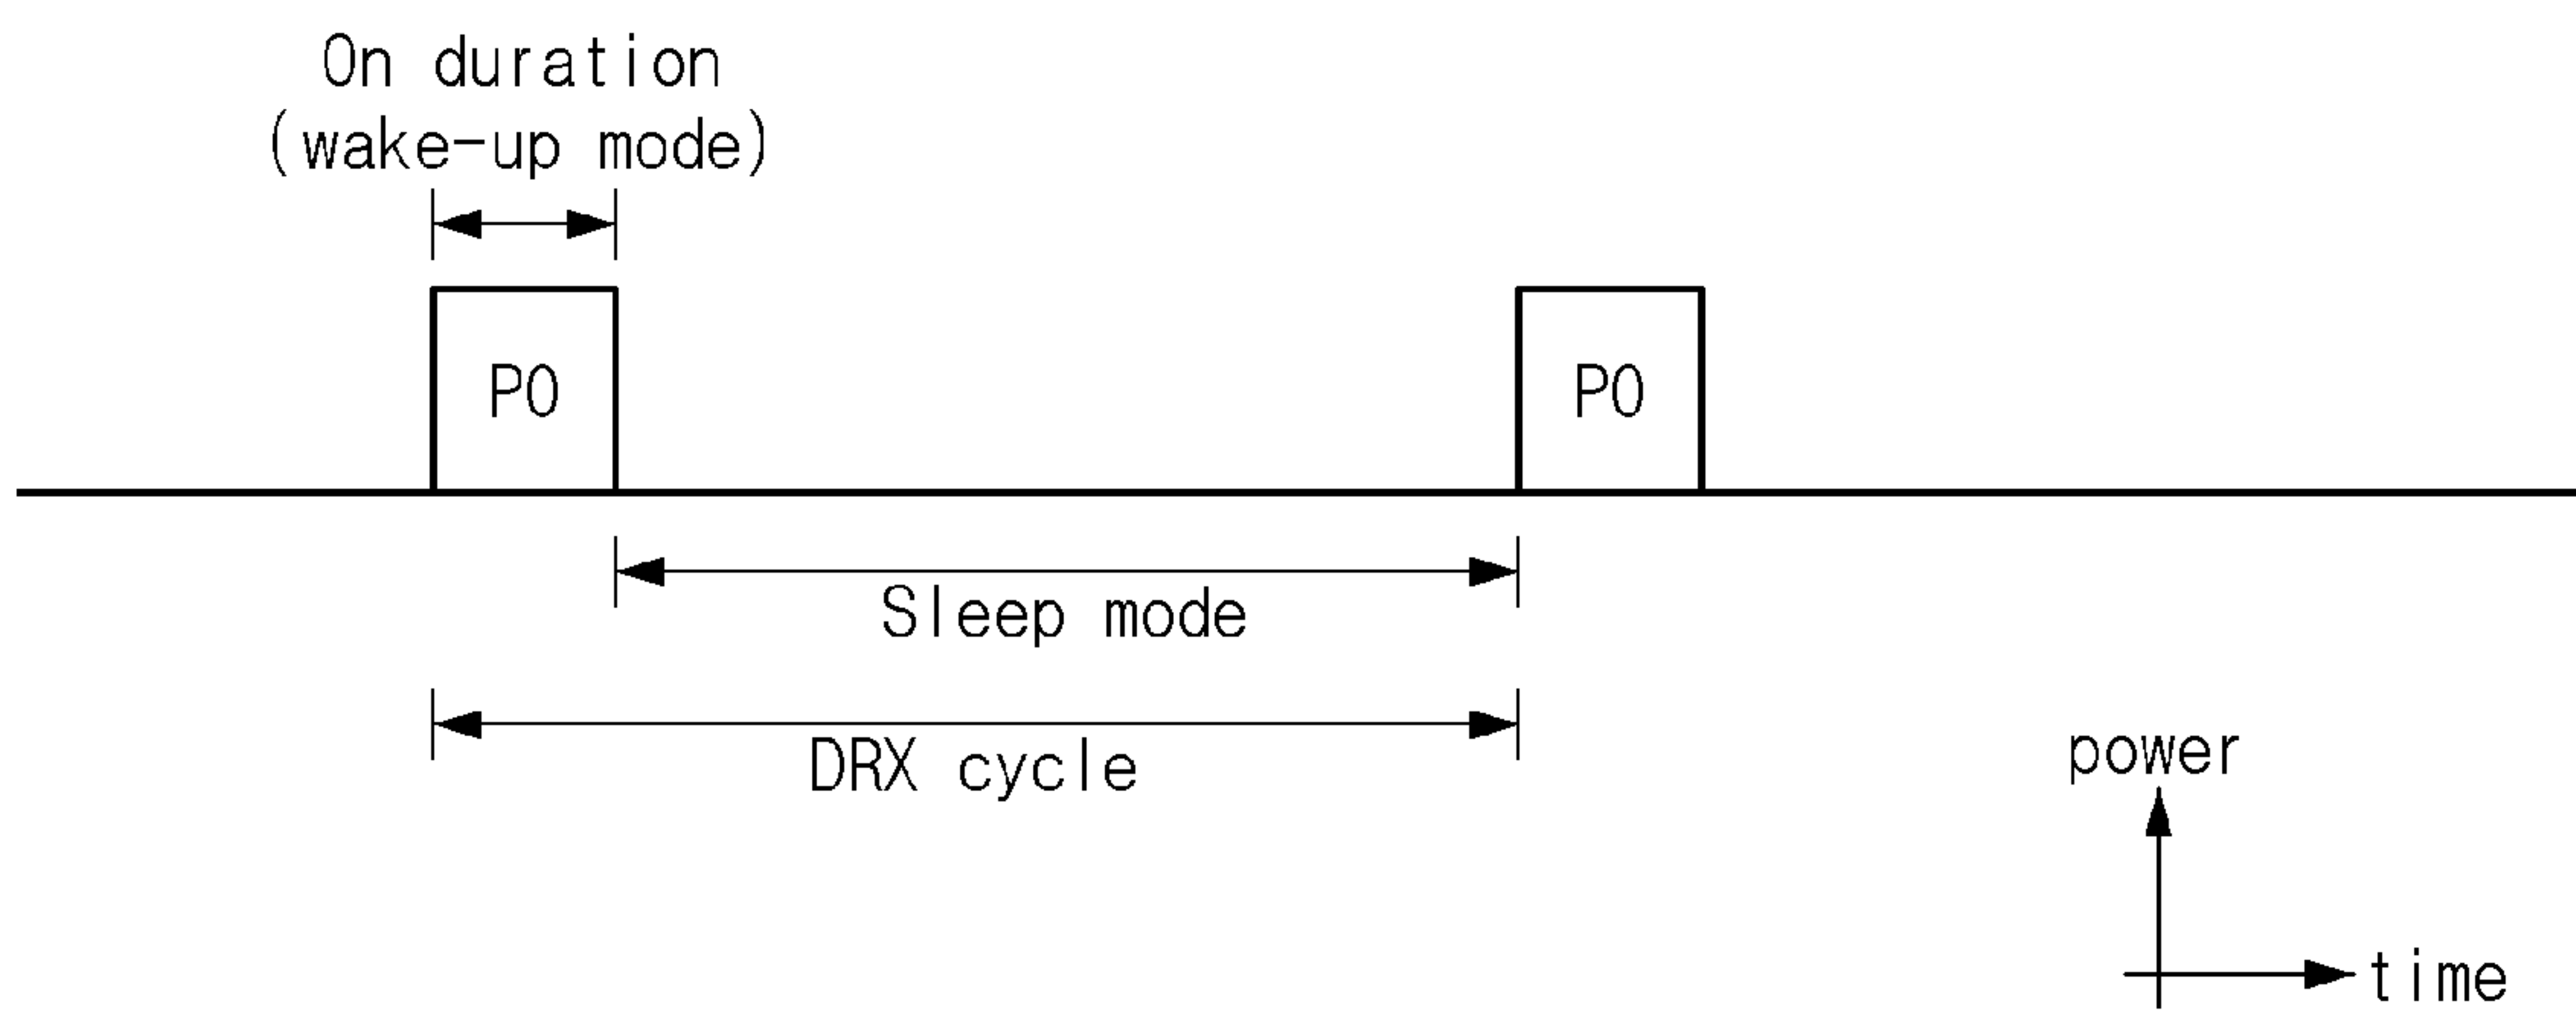 On duration
(wake-up mode)
PO
PO
Sleep mode
DRX cycle
power
time